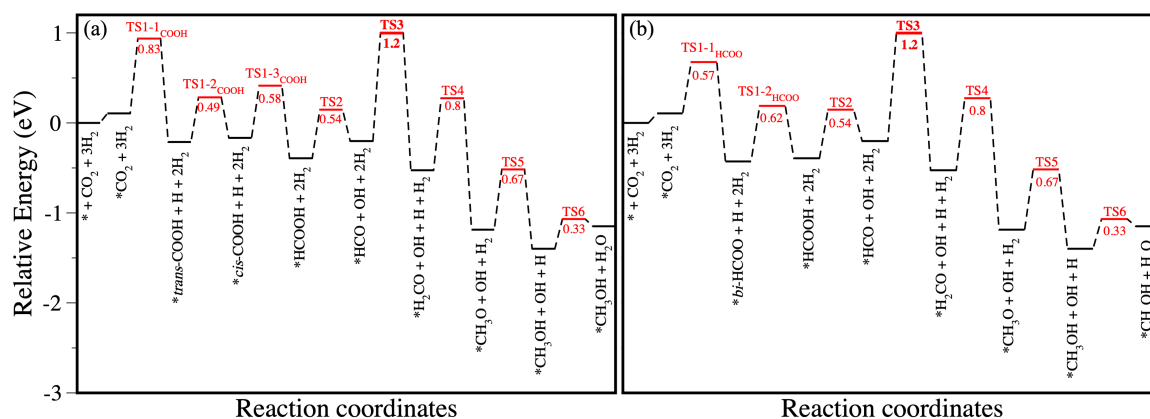 (a)
(b)
Relative Energy (eV)
1
0
-1
-2
-3
TS1-1COOH
0.83
TS1-2COOH
0.49
TS1-3COOH
0.58
TS2
0.54
TS3
1.2
TS4
0.8
TS5
0.67
TS6
0.33
* + CO2 + 3H2
*CO2 + 3H2
*trans-COOH + H + 2H2
*cis-COOH + H + 2H2
*HCOOH + 2H2
*HCO + OH + 2H2
*H2CO + OH + H + H2
*CH3O + OH + H2
*CH3OH + OH + H
*CH3OH + H2O
Reaction coordinates
TS1-1HCOO
0.57
TS1-2HCOO
0.62
TS2
0.54
TS3
1.2
TS4
0.8
TS5
0.67
TS6
0.33
* + CO2 + 3H2
*CO2 + 3H2
*bi-HCOO + H + 2H2
*HCOOH + 2H2
*HCO + OH + 2H2
*H2CO + OH + H + H2
*CH3O + OH + H2
*CH3OH + OH + H
*CH3OH + H2O
Reaction coordinates